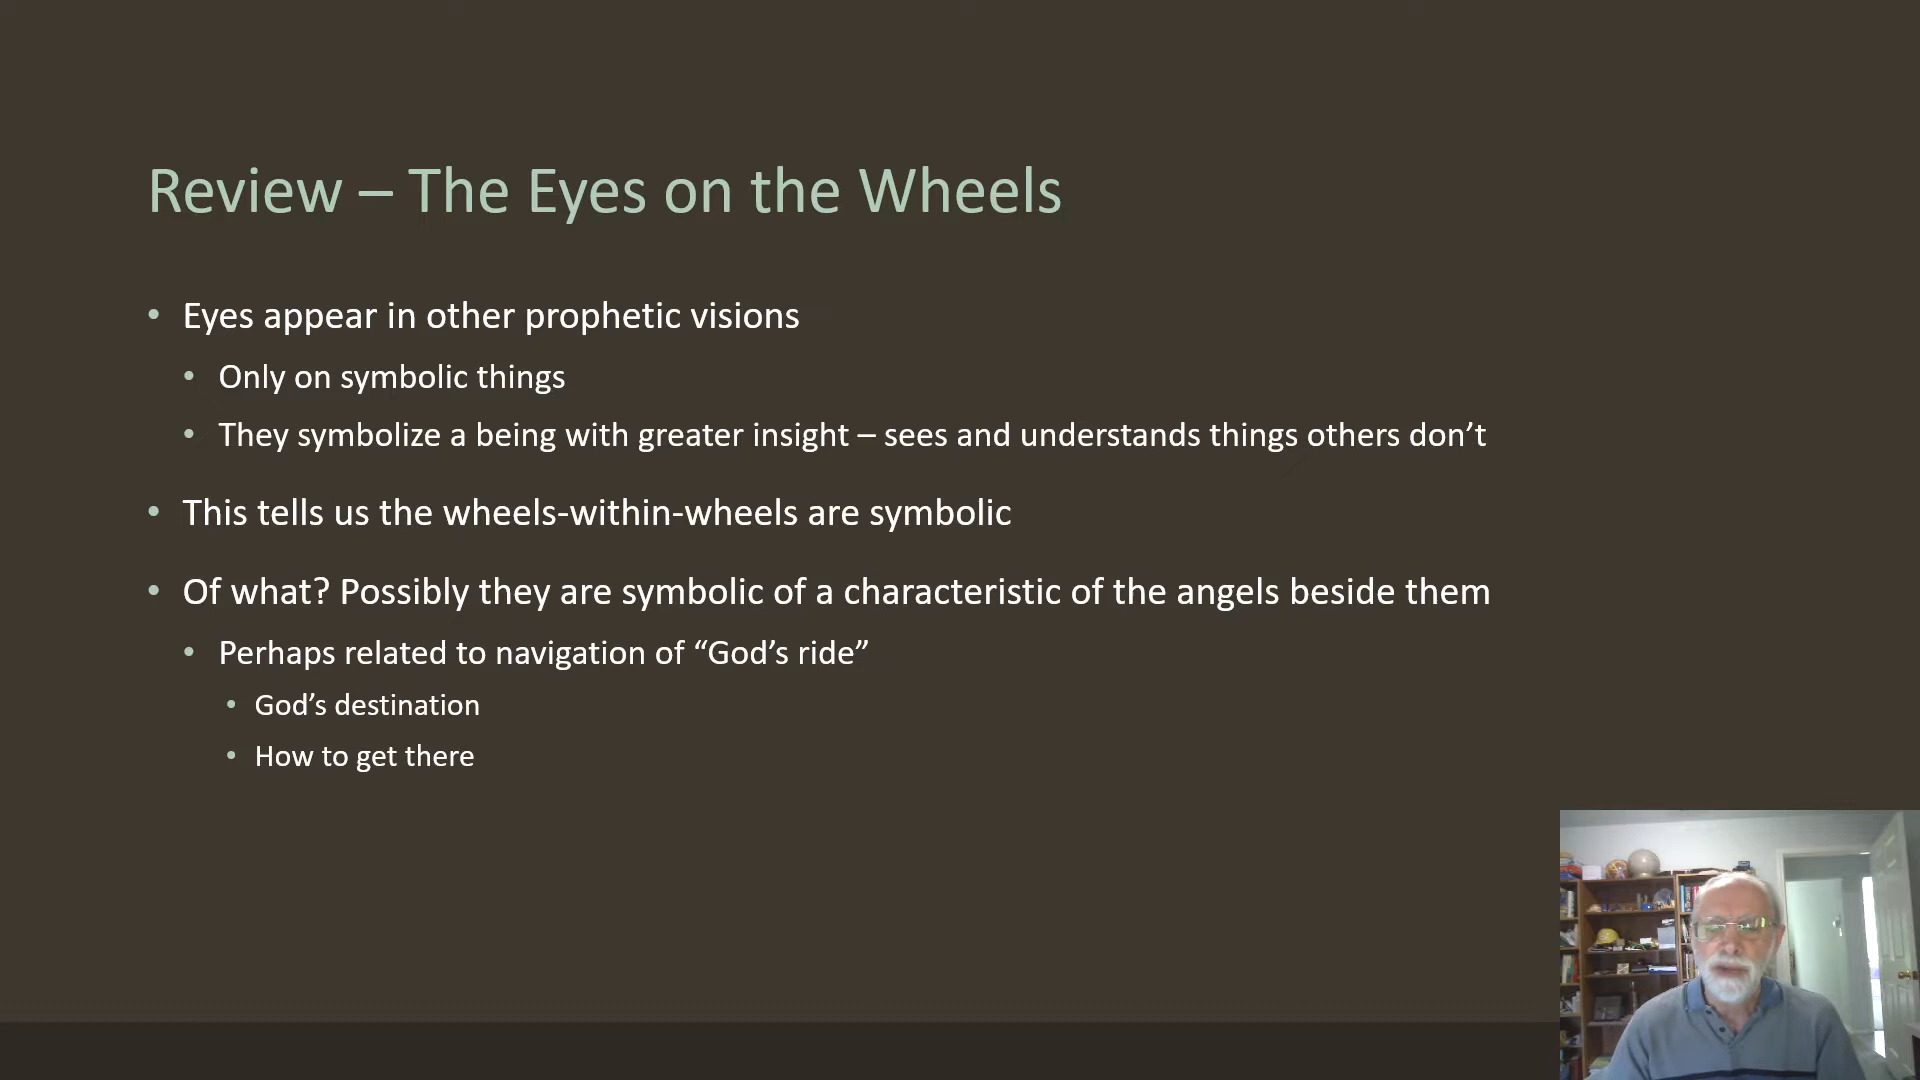 Review – The Eyes on the Wheels
• Eyes appear in other prophetic visions
• Only on symbolic things
• They symbolize a being with greater insight – sees and understands things others don’t
• This tells us the wheels-within-wheels are symbolic
• Of what? Possibly they are symbolic of a characteristic of the angels beside them
• Perhaps related to navigation of “God’s ride”
• God’s destination
• How to get there